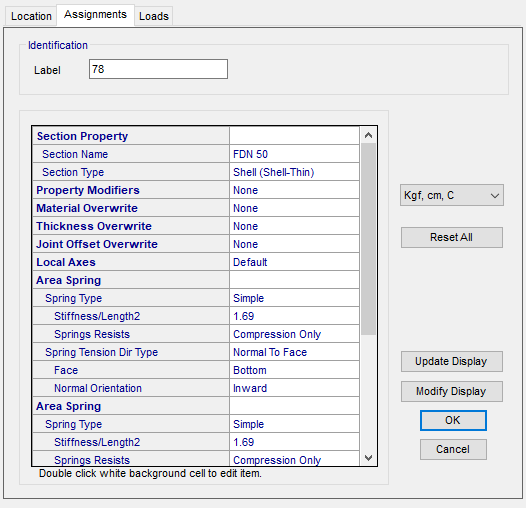 Location Assignments Loads
Identification
Label 78
Section Property
Section Name FDN 50
Section Type Shell (Shell-Thin)
Property Modifiers None
Material Overwrite None
Thickness Overwrite None
Joint Offset Overwrite None
Local Axes Default
Area Spring
Spring Type Simple
Stiffness/Length2 1.69
Springs Resists Compression Only
Spring Tension Dir Type Normal To Face
Face Bottom
Normal Orientation Inward
Area Spring
Spring Type Simple
Stiffness/Length2 1.69
Springs Resists Compression Only
Double click white background cell to edit item.
Kgf, cm, C
Reset All
Update Display
Modify Display
OK
Cancel